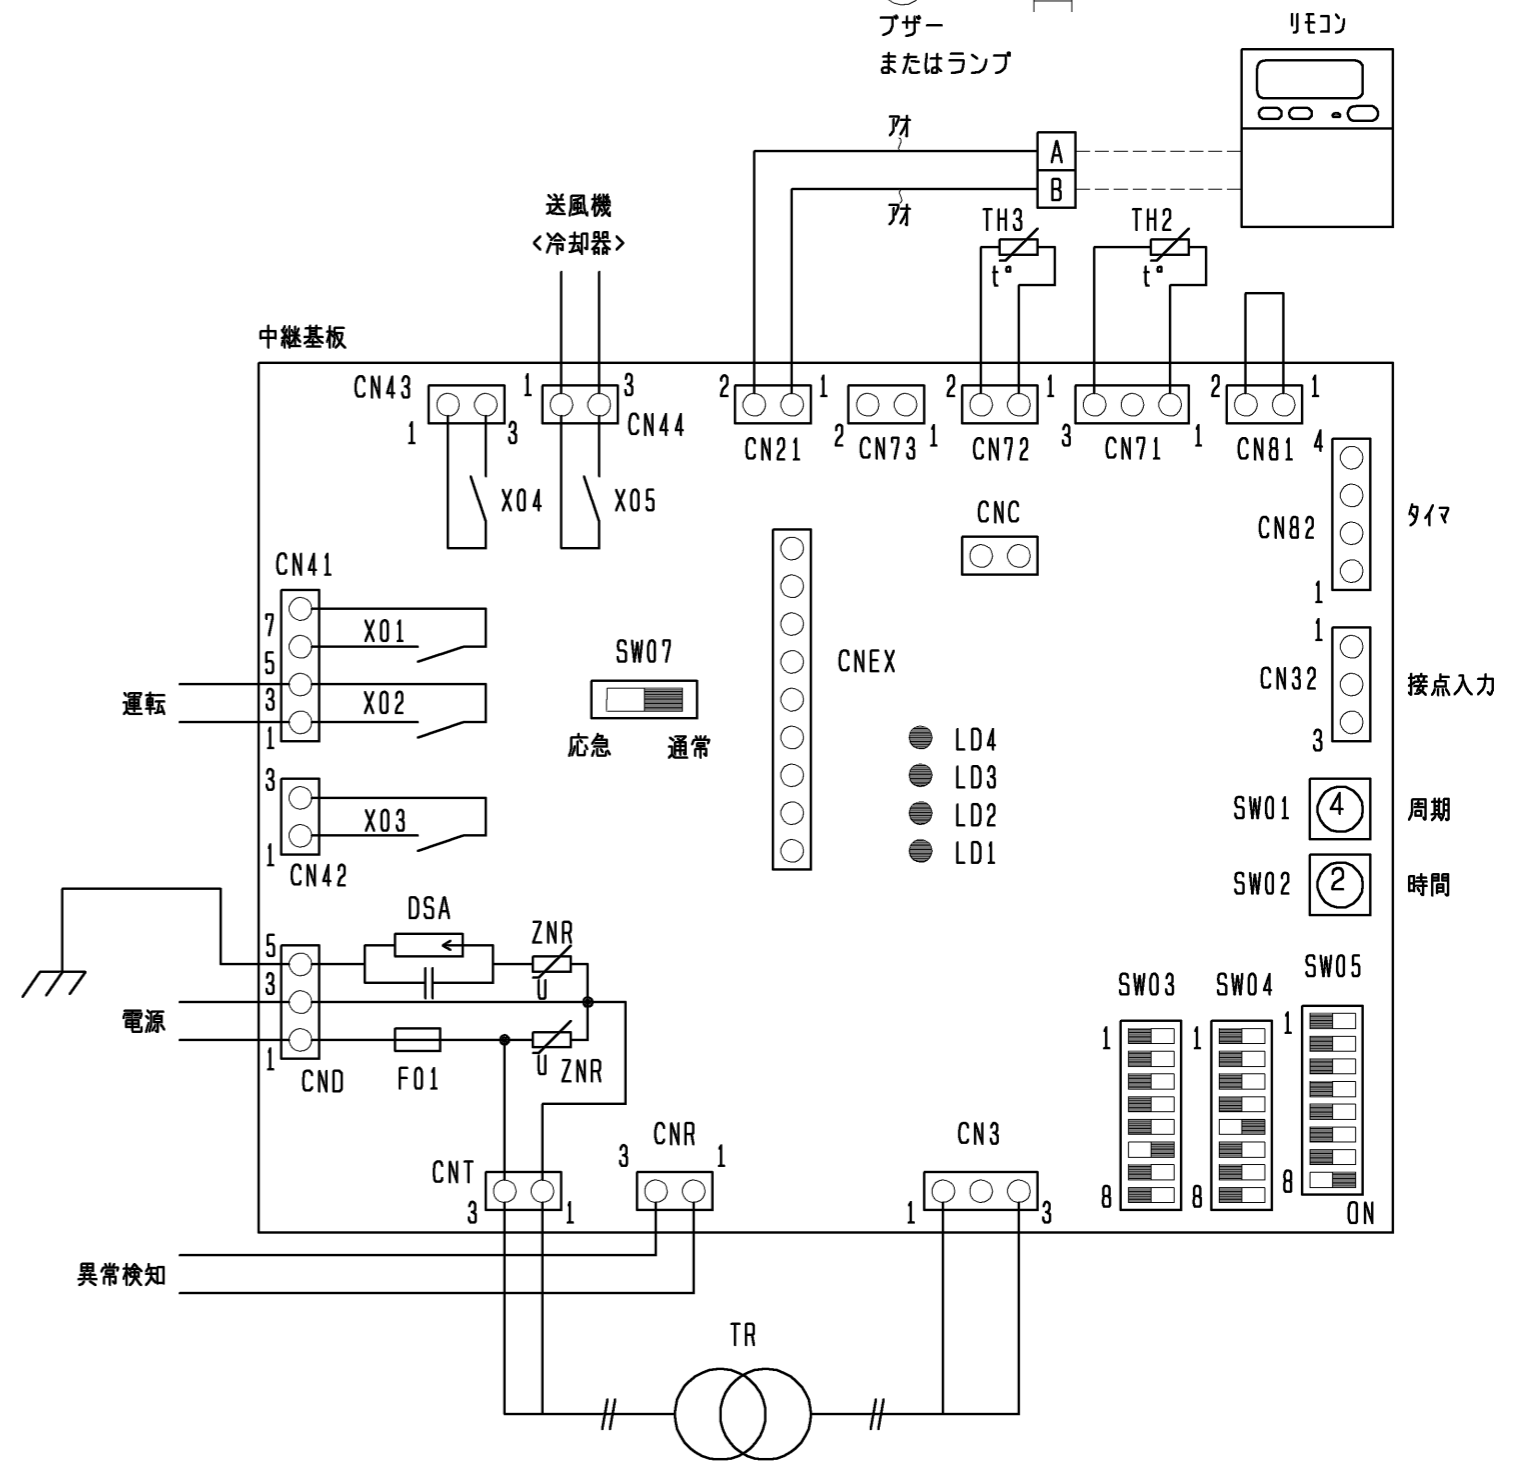 ブザー
またはランプ
リモコン
アオ
A
B
アオ
送風機
<冷却器>
TH3
t°
TH2
t°
中継基板
CN43
1
3
1
3
CN44
2
1
CN21
2
1
CN73
2
1
CN72
3
1
CN71
2
1
CN81
X04
X05
4
CN82
1
タイマ
CNC
CN41
7
5
3
1
X01
X02
運転
SW07
応急
通常
CNEX
1
CN32
3
接点入力
LD4
LD3
LD2
LD1
3
1
X03
CN42
SW01
4
周期
SW02
2
時間
DSA
ZNR
U
5
3
1
電源
CND
F01
U
ZNR
SW03
1
8
SW04
1
8
SW05
1
8
ON
CNT
3
1
CNR
3
1
CN3
1
3
異常検知
TR